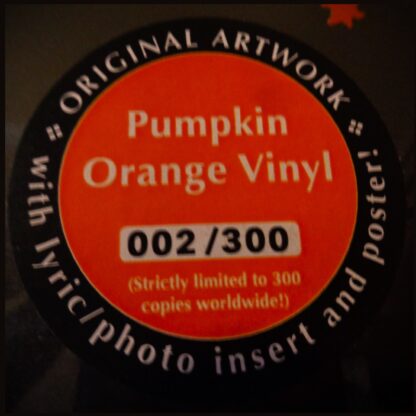 ORIGINAL ARTWORK
Pumpkin
Orange Vinyl
002/300
(Strictly limited to 300
copies worldwide!)
:: with lyric/photo insert and poster! ::